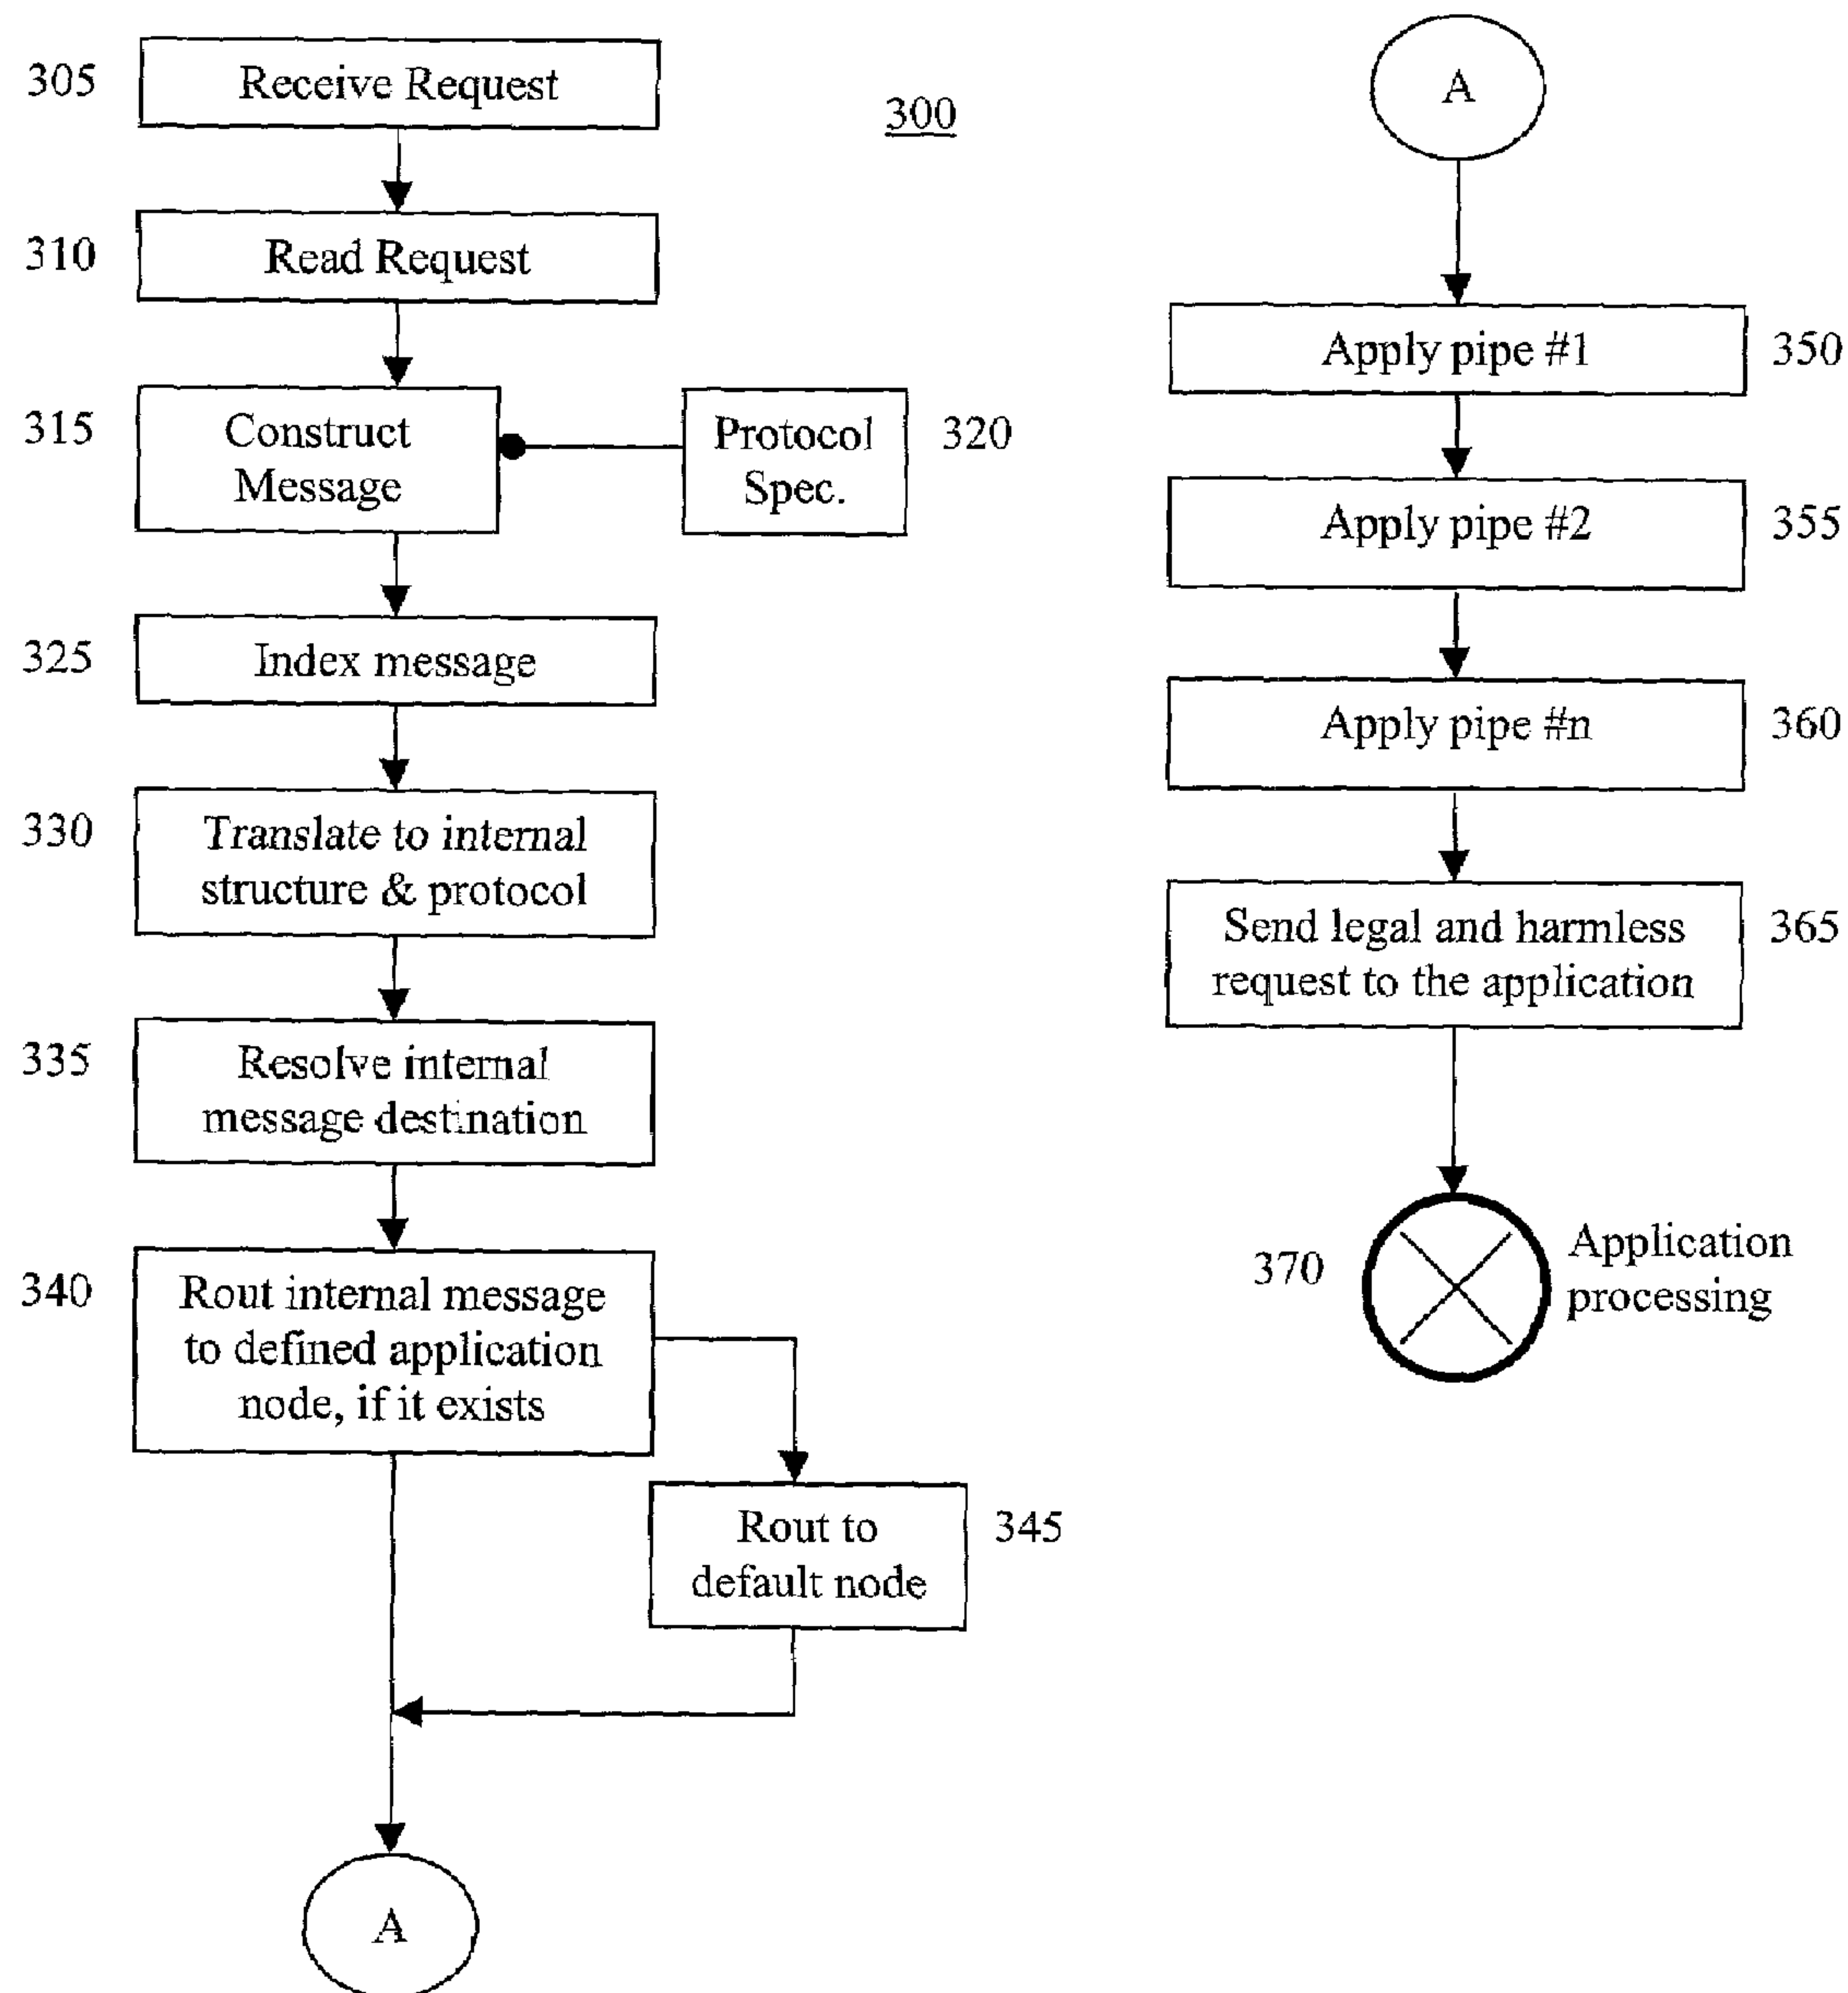 305
Receive Request
300
310
Read Request
315
Construct
Message
Protocol
Spec.
320
325
Index message
330
Translate to internal
structure & protocol
335
Resolve internal
message destination
340
Rout internal message
to defined application
node, if it exists
Rout to
default node
345
A
A
Apply pipe #1
350
Apply pipe #2
355
Apply pipe #n
360
Send legal and harmless
request to the application
365
370
Application
processing